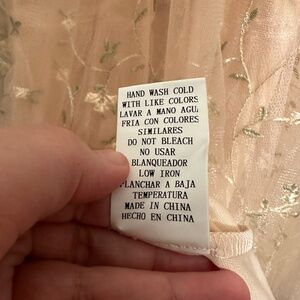 HAND WASH COLD
WITH LIKE COLORS
LAVAR A MANO AGU
FRIA CON COLORES
SIMILARES
DO NOT BLEACH
NO USAR
BLANQUEADOR
LOW IRON
PLANCHAR A BAJA
TEMPERATURA
MADE IN CHINA
HECHO EN CHINA